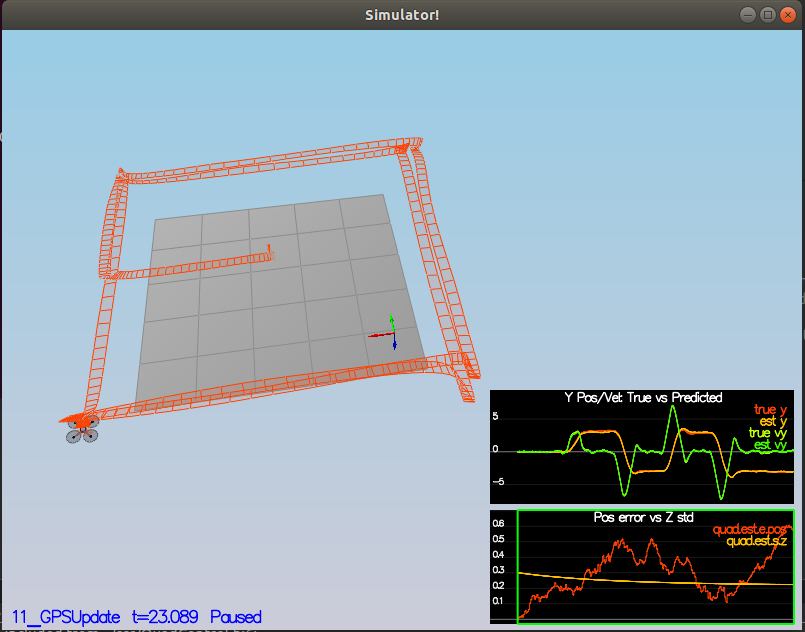 Simulator!
Y Pos/Vel: True vs Predicted
true y
est y
true vy
est vy
5
0
-5
Pos error vs Z std
quad.est.e.pos
quad.est.s.z
0.6
0.5
0.4
0.3
0.2
0.1
11_GPSUpdate t=23.089 Paused